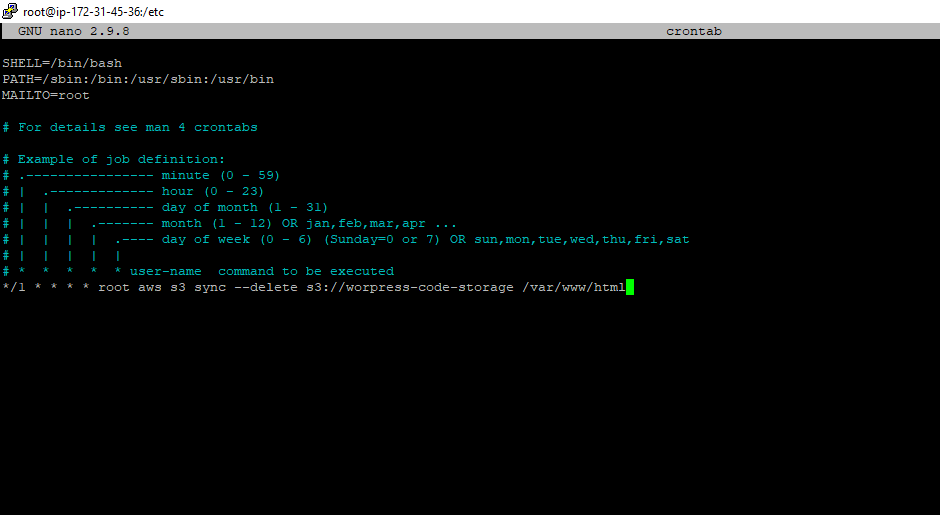 root@ip-172-31-45-36:/etc
GNU nano 2.9.8 crontab
SHELL=/bin/bash
PATH=/sbin:/bin:/usr/sbin:/usr/bin
MAILTO=root
# For details see man 4 crontabs
# Example of job definition:
# .---------------- minute (0 - 59)
# |  .------------- hour (0 - 23)
# |  |  .---------- day of month (1 - 31)
# |  |  |  .------- month (1 - 12) OR jan,feb,mar,apr ...
# |  |  |  |  .---- day of week (0 - 6) (Sunday=0 or 7) OR sun,mon,tue,wed,thu,fri,sat
# |  |  |  |  |
# *  *  *  *  * user-name  command to be executed
*/1 * * * * root aws s3 sync --delete s3://worpress-code-storage /var/www/html